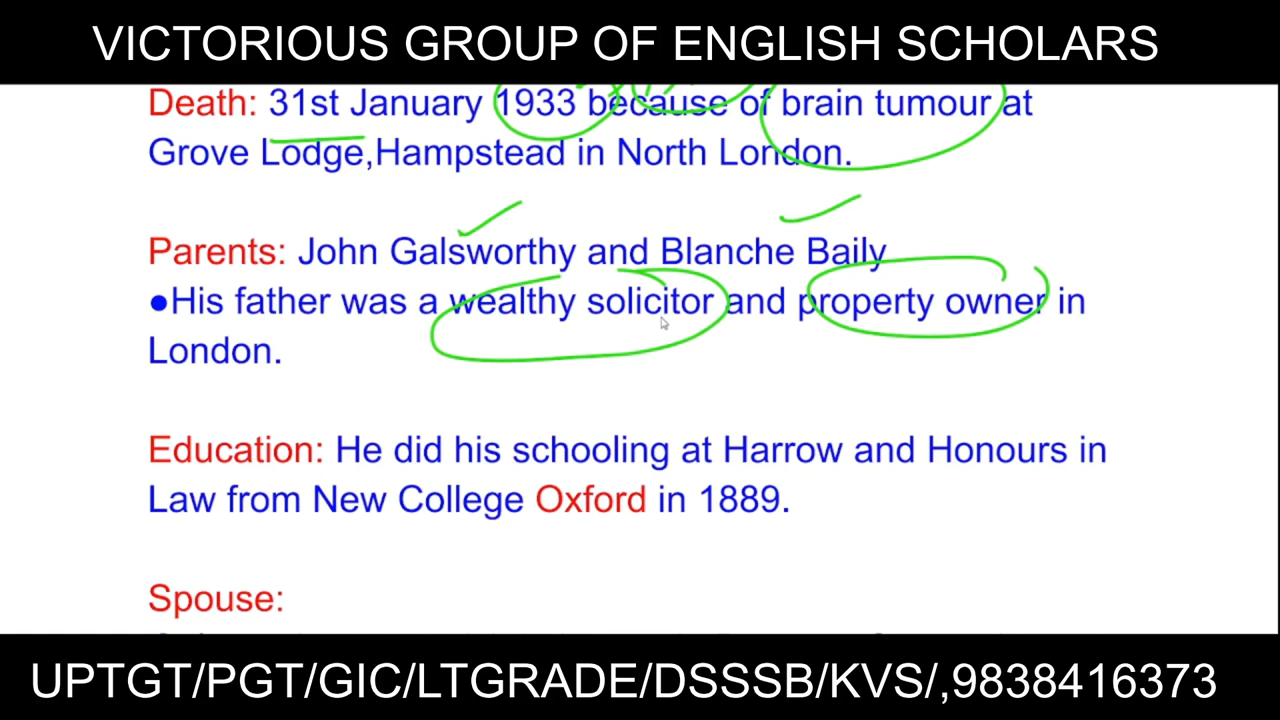 VICTORIOUS GROUP OF ENGLISH SCHOLARS
Death: 31st January 1933 because of brain tumour at
Grove Lodge,Hampstead in North London.
Parents: John Galsworthy and Blanche Baily
●His father was a wealthy solicitor and property owner in
London.
Education: He did his schooling at Harrow and Honours in
Law from New College Oxford in 1889.
Spouse:
UPTGT/PGT/GIC/LTGRADE/DSSSB/KVS/,9838416373